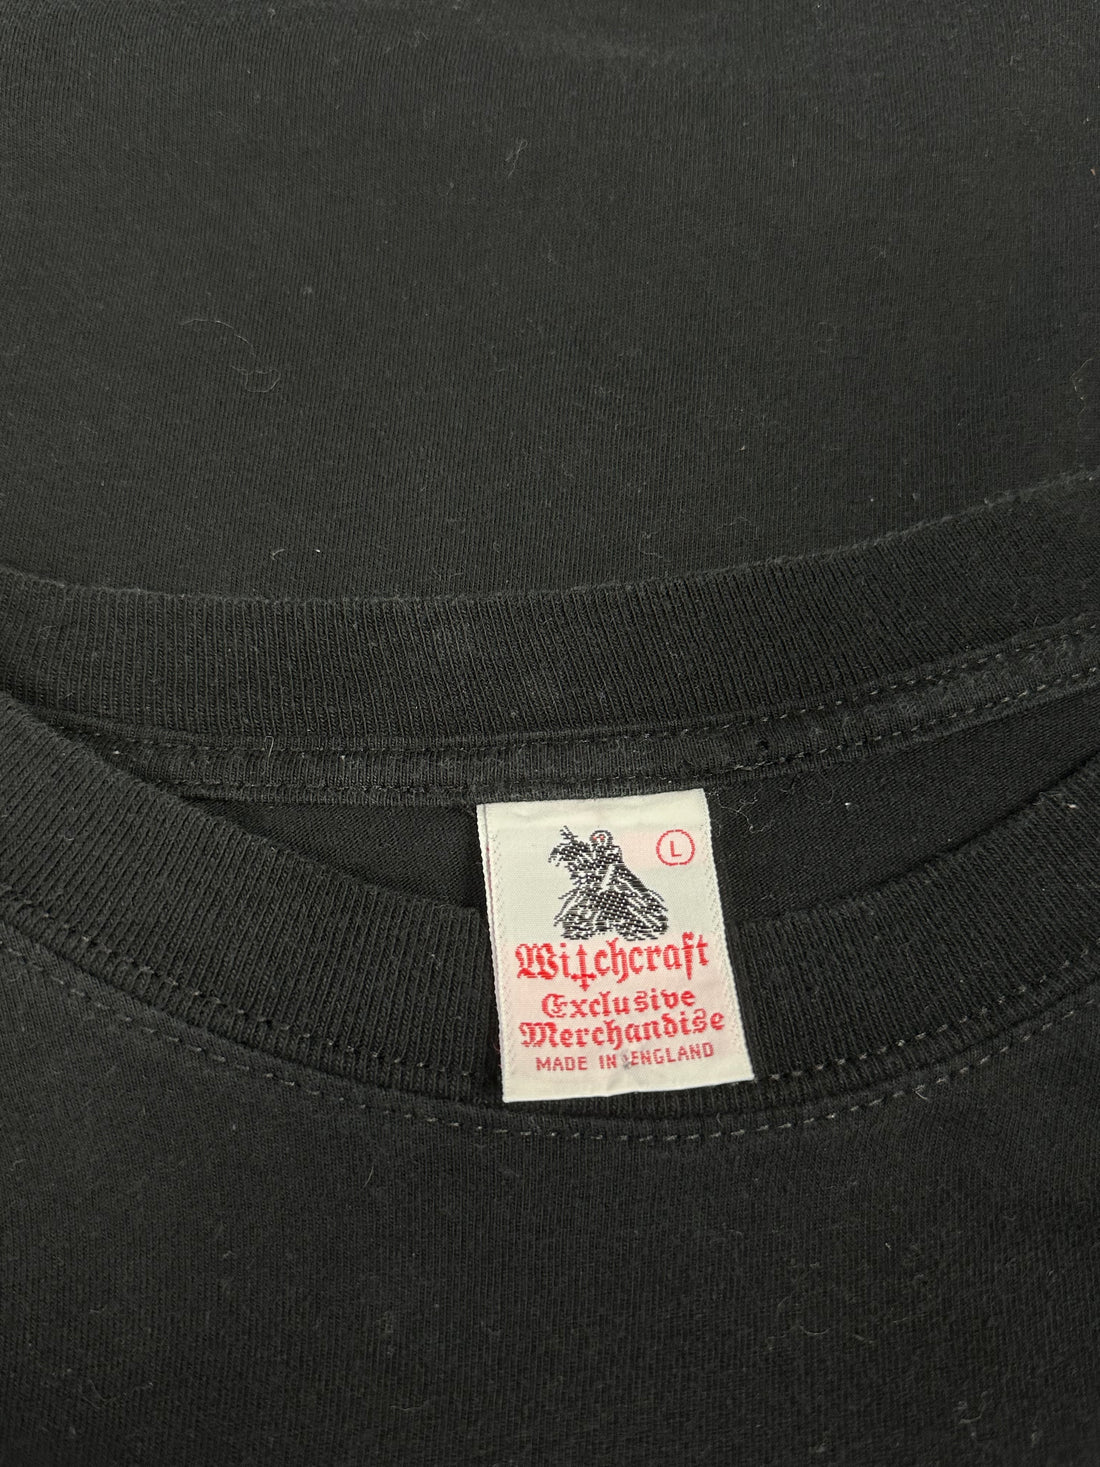 L
Witchcraft
Exclusive
Merchandise
MADE IN ENGLAND